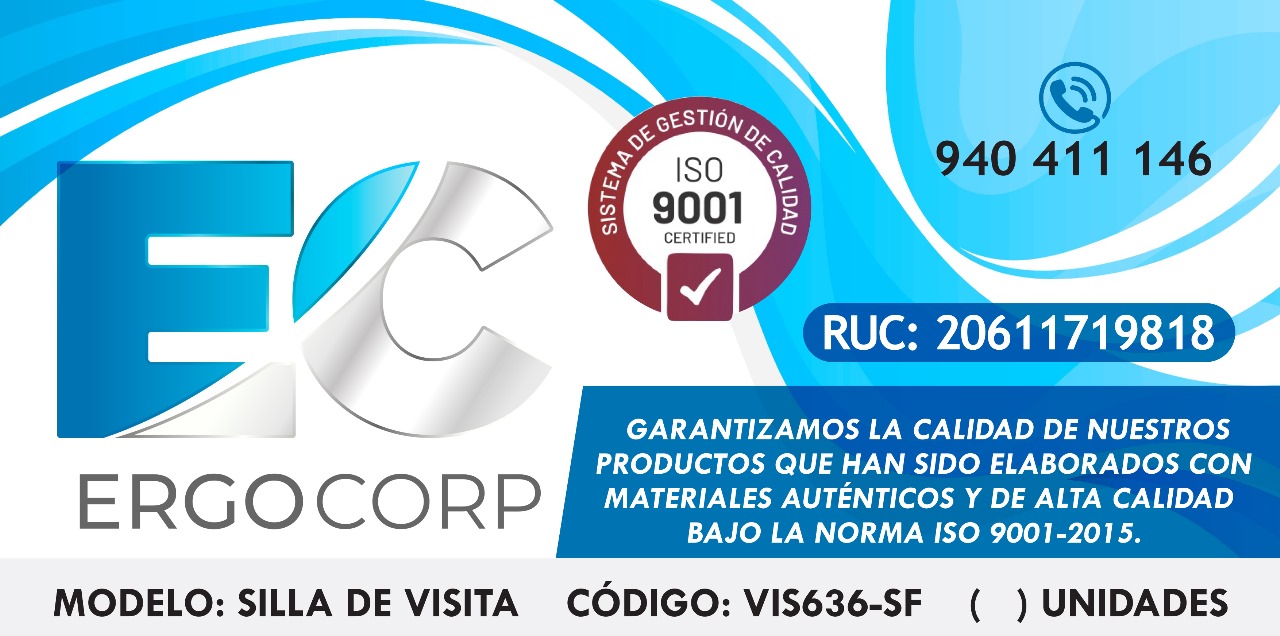 940 411 146
SISTEMA DE GESTIÓN DE CALIDAD
ISO
9001
CERTIFIED
EC
ERGOCORP
RUC: 20611719818
GARANTIZAMOS LA CALIDAD DE NUESTROS
PRODUCTOS QUE HAN SIDO ELABORADOS CON
MATERIALES AUTÉNTICOS Y DE ALTA CALIDAD
BAJO LA NORMA ISO 9001-2015.
MODELO: SILLA DE VISITA CÓDIGO: VIS636-SF ( ) UNIDADES